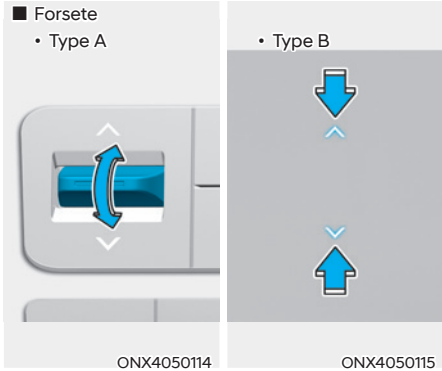 ■ Forsete
• Type A
• Type B
ONX4050114
ONX4050115